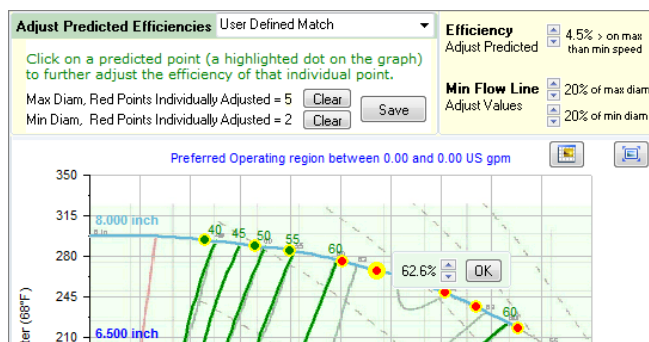 Adjust Predicted Efficiencies User Defined Match
Click on a predicted point (a highlighted dot on the graph)
to further adjust the efficiency of that individual point.
Max Diam, Red Points Individually Adjusted = 5 Clear
Min Diam, Red Points Individually Adjusted = 2 Clear
Save
Efficiency
Adjust Predicted
4.5% > on max
than min speed
Min Flow Line
Adjust Values
20% of max diam
20% of min diam
Preferred Operating region between 0.00 and 0.00 US gpm
350
315
280
245
210
ter (68°F)
8.000 inch
6.500 inch
40 45 50 55 60
62.6% OK
60